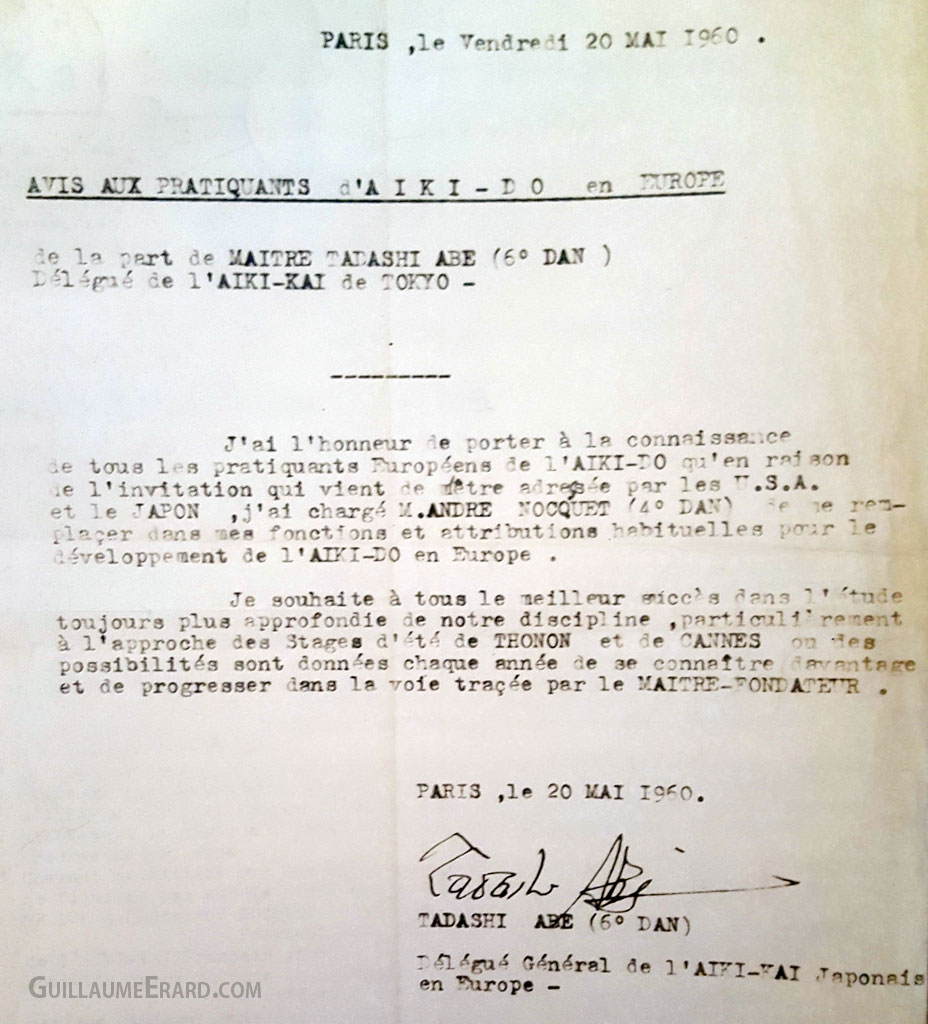 PARIS ,le Vendredi 20 MAI 1960 .
AVIS AUX PRATIQUANTS d'A I K I - D O en EUROPE
de la part de MAITRE TADASHI ABE (6° DAN )
Délégué de l'AIKI-KAI de TOKYO -
---------
J'ai l'honneur de porter à la connaissance
de tous les pratiquants Européens de l'AIKI-DO qu'en raison
de l'invitation qui vient de m'être adressée par les U.S.A.
et le JAPON ,j'ai chargé M.ANDRE NOCQUET (4° DAN) de me rem-
plaçer dans mes fonctions et attributions habituelles pour le
développement de l'AIKI-DO en Europe .
Je souhaite à tous le meilleur succès dans l'étude
toujours plus approfondie de notre discipline ,particulièrement
à l'approche des Stages d'été de THONON et de CANNES ou des
possibilités sont données chaque année de se connaître davantage
et de progresser dans la voie traçée par le MAITRE-FONDATEUR .
PARIS ,le 20 MAI 1960.
Tadashi Abe
TADASHI ABE (6° DAN)
Délégué Général de l'AIKI-KAI Japonais
en Europe -
GUILLAUMEERARD.COM